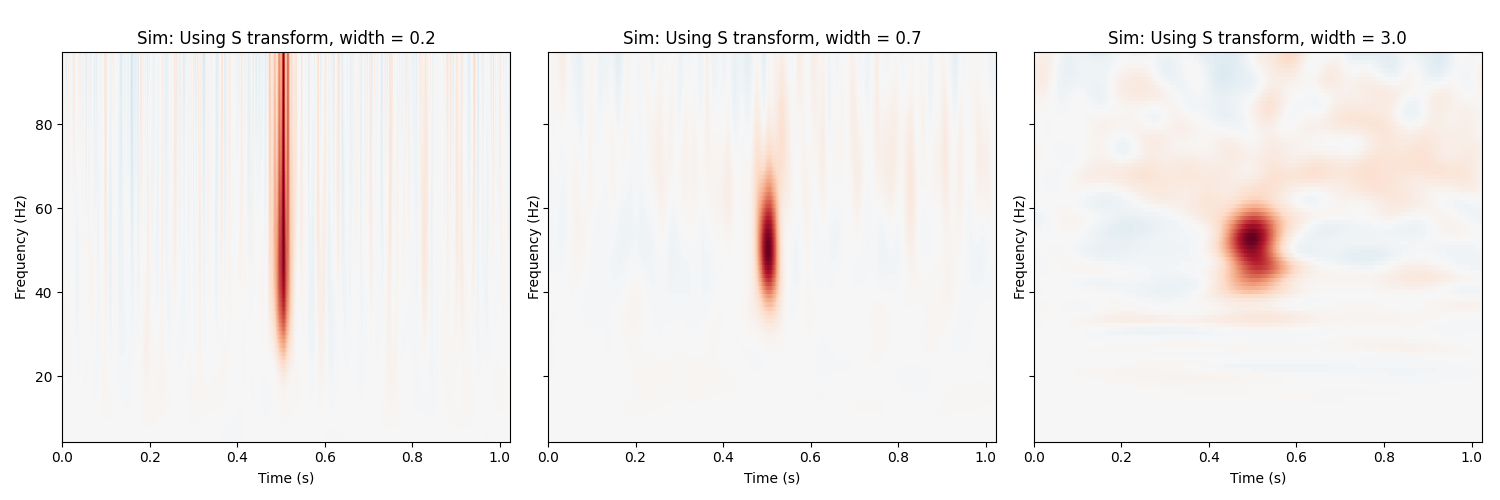 Sim: Using S transform, width = 0.2
Frequency (Hz)
80
60
40
20
0.0 0.2 0.4 0.6 0.8 1.0
Time (s)
Sim: Using S transform, width = 0.7
Frequency (Hz)
0.0 0.2 0.4 0.6 0.8 1.0
Time (s)
Sim: Using S transform, width = 3.0
Frequency (Hz)
0.0 0.2 0.4 0.6 0.8 1.0
Time (s)